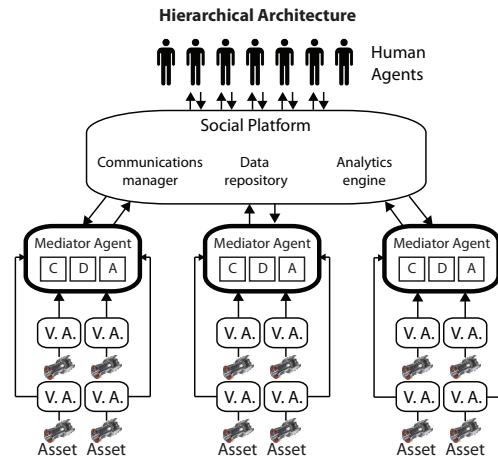 Hierarchical Architecture
Human
Agents
Social Platform
Communications
manager
Data
repository
Analytics
engine
Mediator Agent
C D A
Mediator Agent
C D A
Mediator Agent
C D A
V. A. V. A. V. A. V. A. V. A. V. A.
V. A. V. A. V. A. V. A. V. A. V. A.
Asset Asset Asset Asset Asset Asset